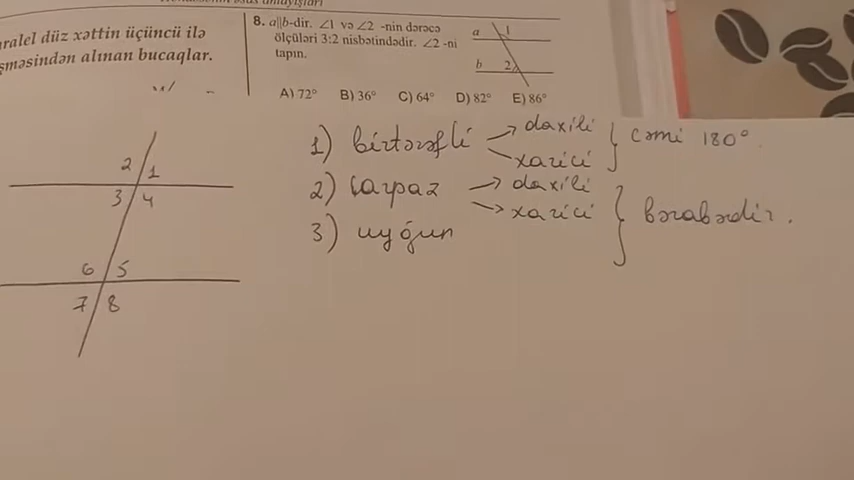 ralel düz xəttin üçüncü ilə
şməsindən alınan bucaqlar.
8. a||b-dir. ∠1 və ∠2 -nin dərəcə
ölçüləri 3:2 nisbətindədir. ∠2 -ni
tapın.
a 1
b 2
A) 72° B) 36° C) 64° D) 82° E) 86°
1) birtərəfli → daxili
→ xarici } cəmi 180°.
2) çarpaz → daxili
→ xarici
3) uyğun } bərabərdir.
2 1
3 4
6 5
7 8